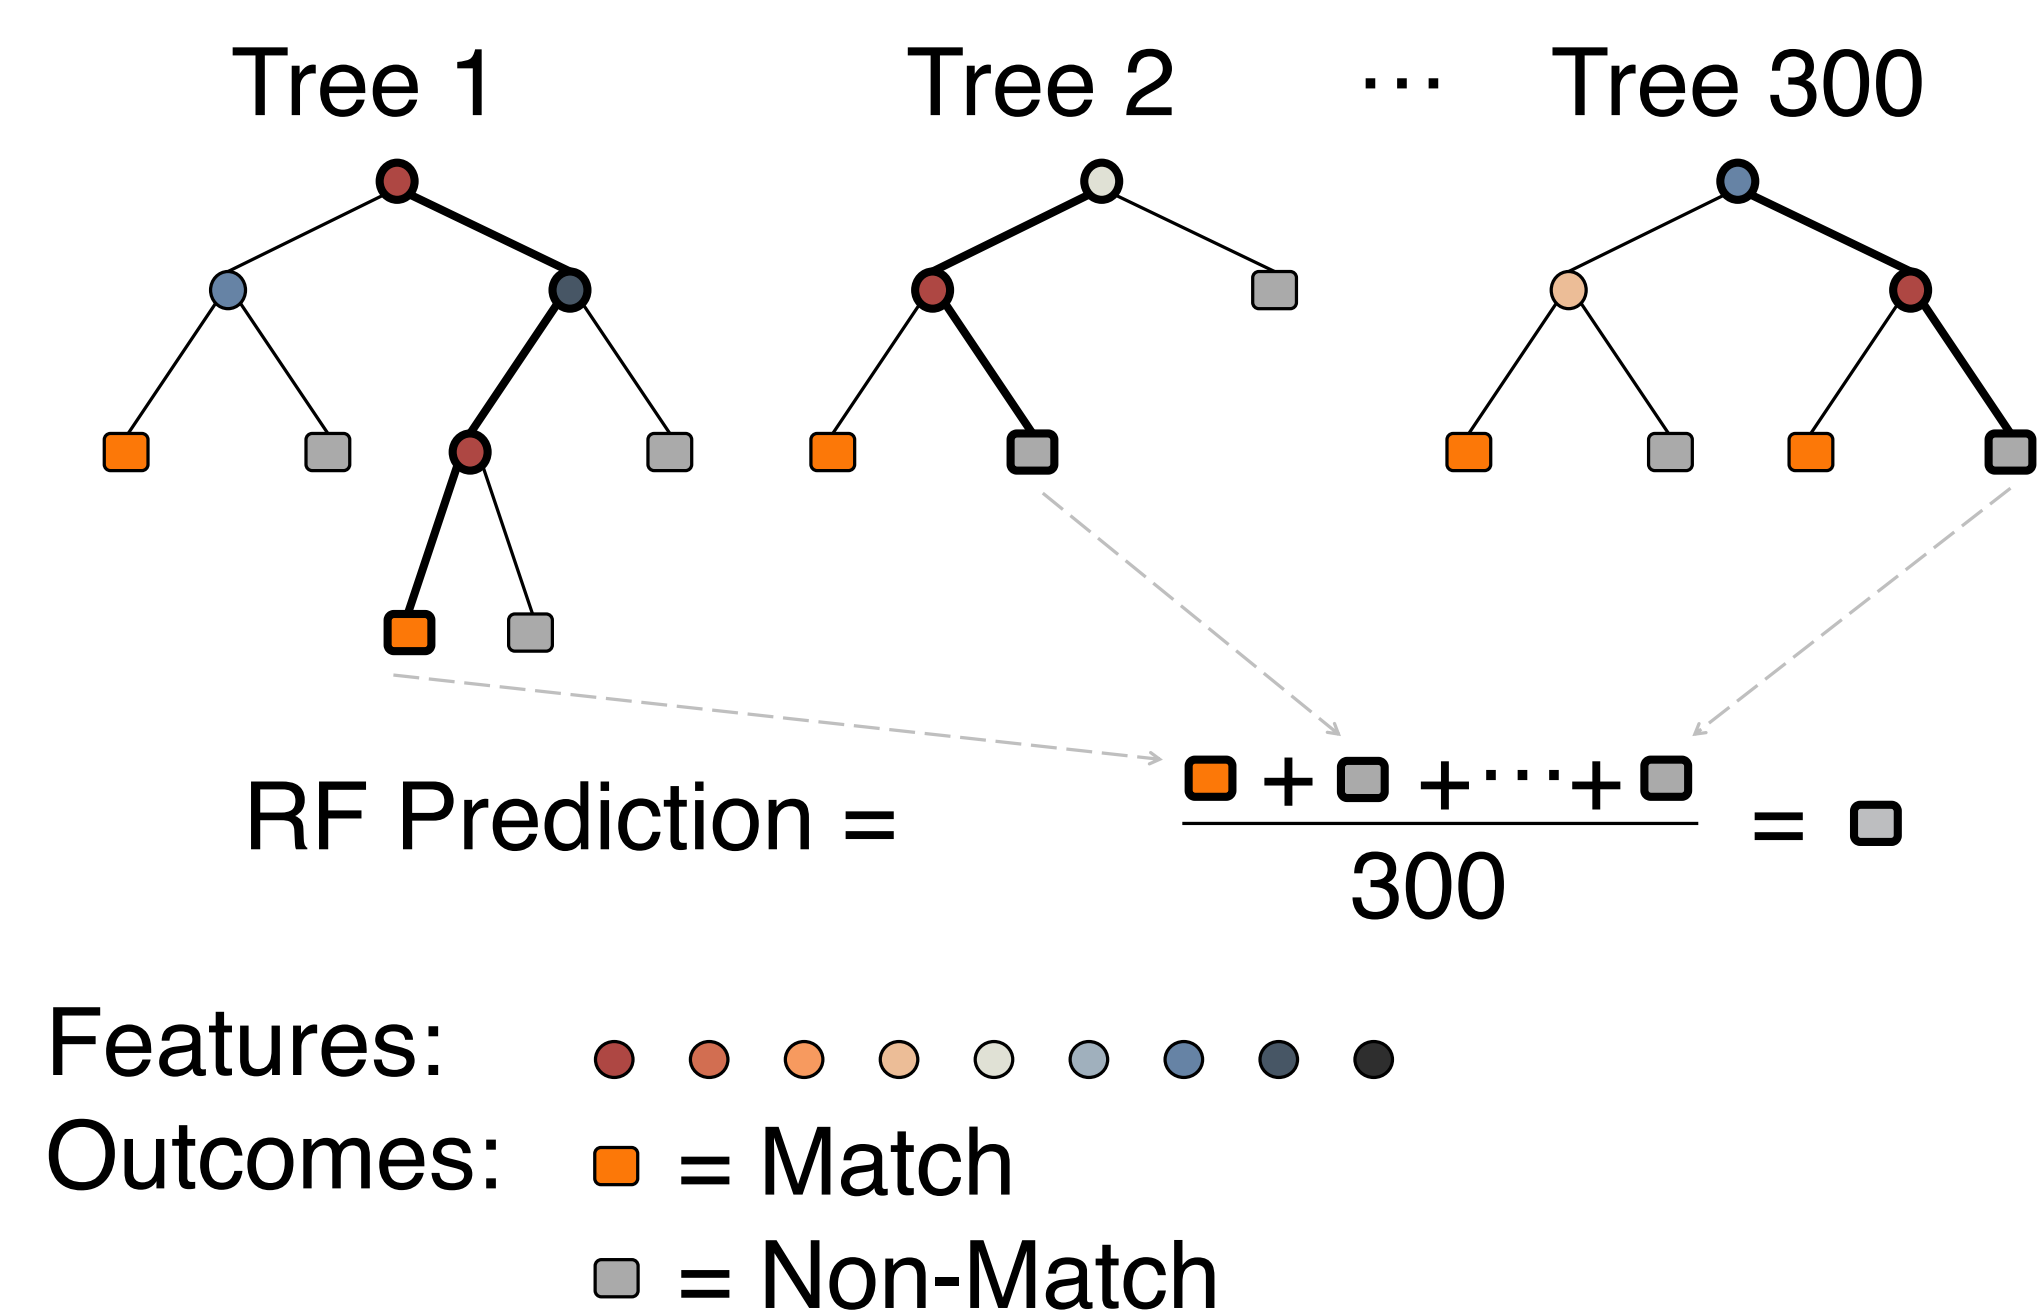 Tree 1 Tree 2 ... Tree 300
RF Prediction = + +...+ =
300
Features:
Outcomes: = Match
= Non-Match